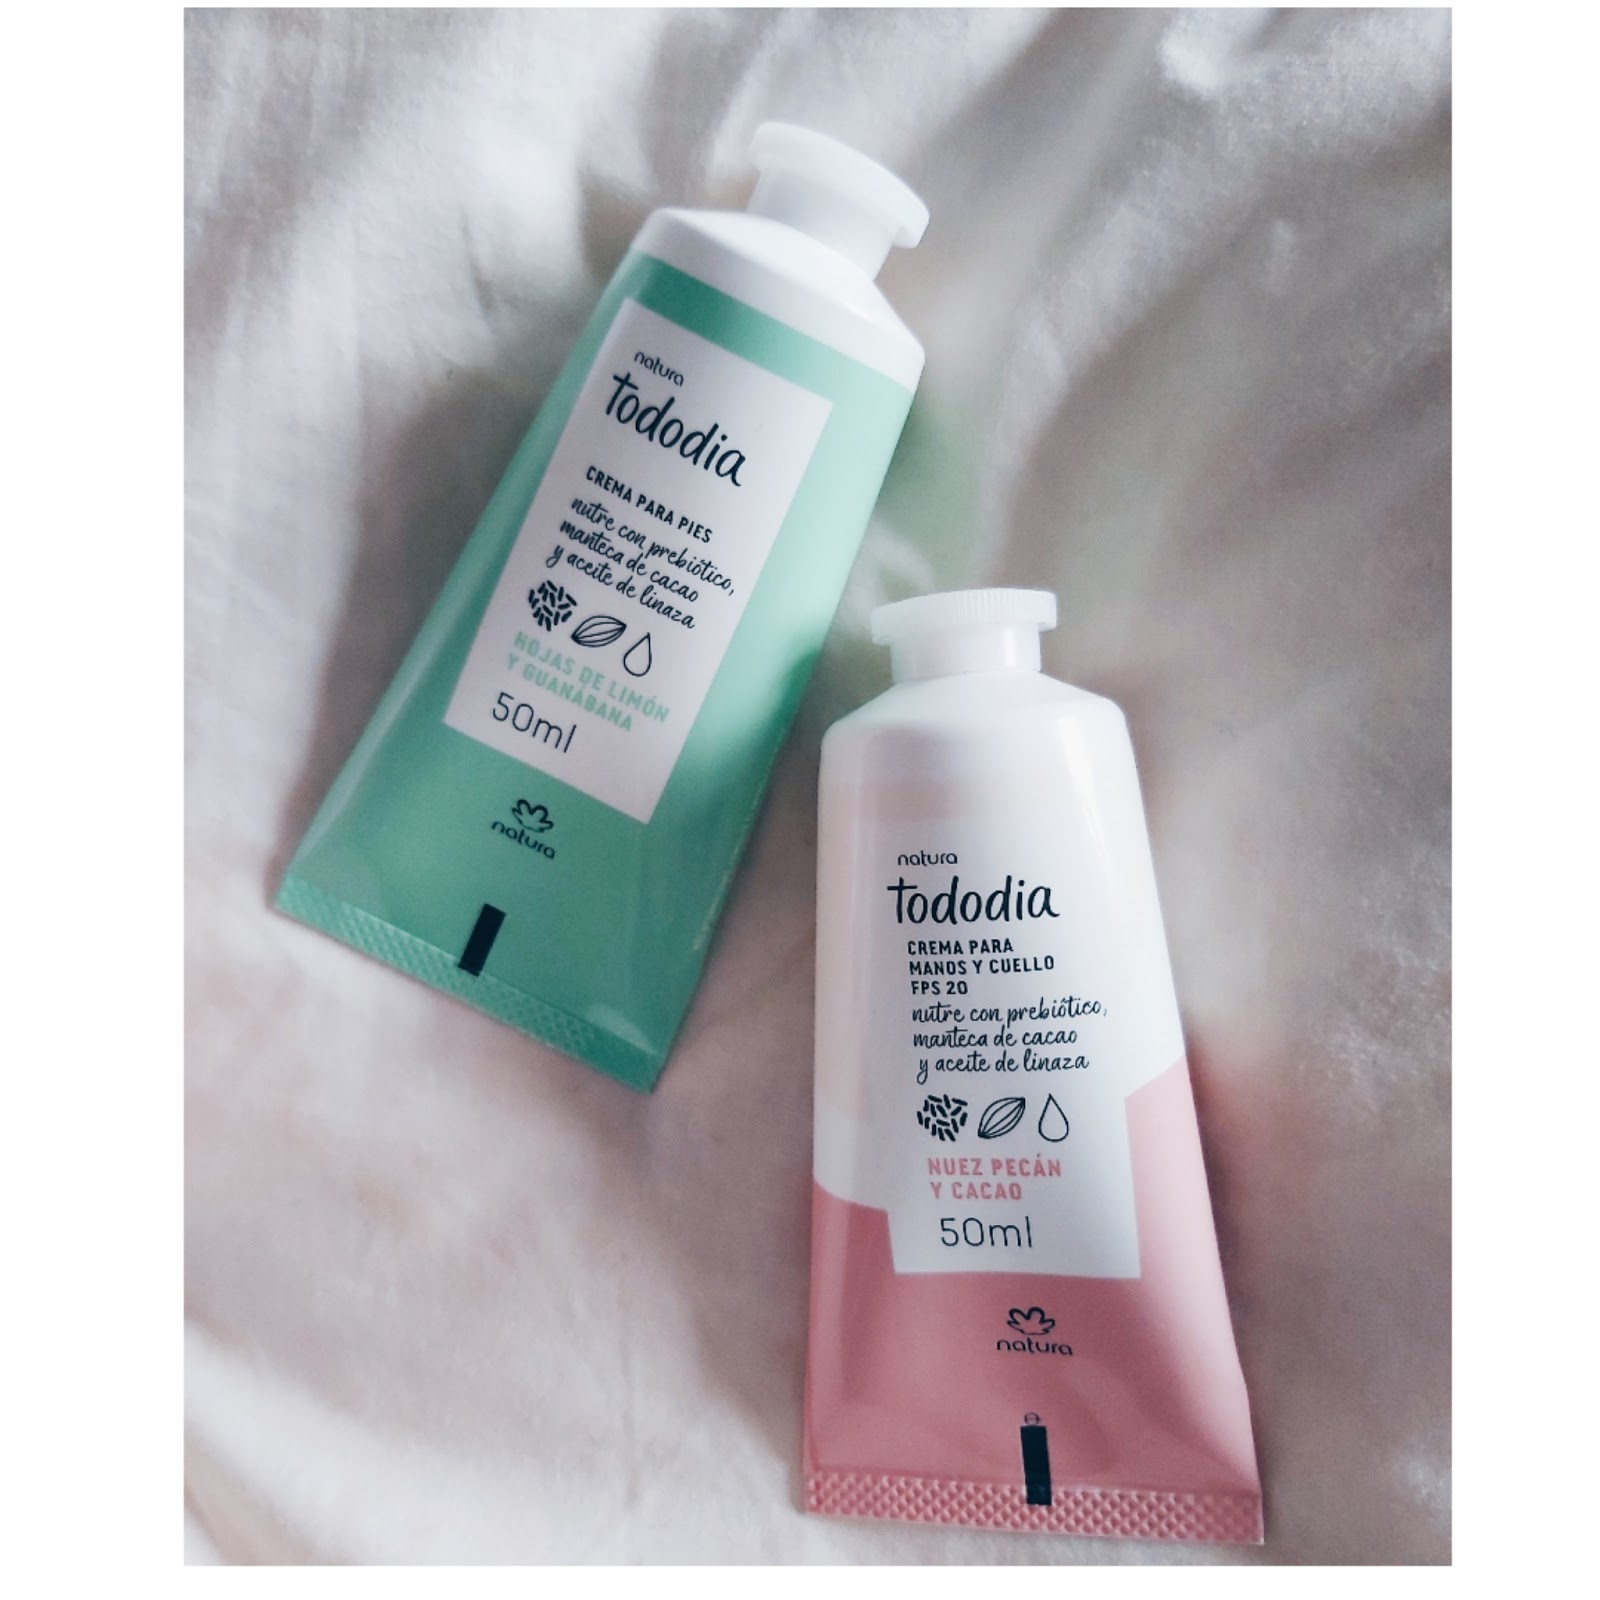 natura
tododia
CREMA PARA PIES
nutre con prebiótico,
manteca de cacao
y aceite de linaza
HOJAS DE LIMÓN
Y GUANÁBANA
50ml
natura
natura
tododia
CREMA PARA
MANOS Y CUELLO
FPS 20
nutre con prebiótico,
manteca de cacao
y aceite de linaza
NUEZ PECÁN
Y CACAO
50ml
natura